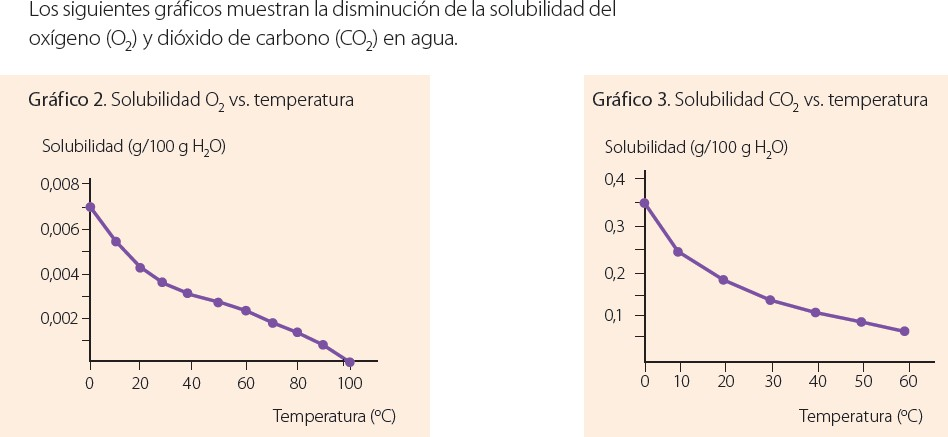 Los siguientes gráficos muestran la disminución de la solubilidad del
oxígeno (O₂) y dióxido de carbono (CO₂) en agua.
Gráfico 2. Solubilidad O₂ vs. temperatura
Solubilidad (g/100 g H₂O)
0,008
0,006
0,004
0,002
0 20 40 60 80 100
Temperatura (ºC)
Gráfico 3. Solubilidad CO₂ vs. temperatura
Solubilidad (g/100 g H₂O)
0,4
0,3
0,2
0,1
0 10 20 30 40 50 60
Temperatura (ºC)